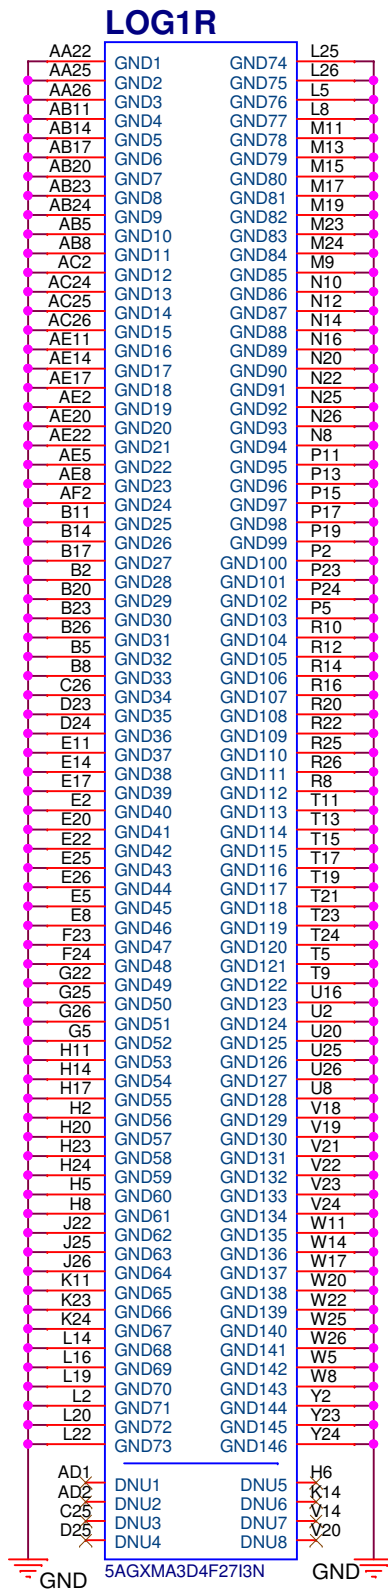 LOG1R
AA22 GND1 GND74 L25
AA25 GND2 GND75 L26
AA26 GND3 GND76 L5
AB11 GND4 GND77 L8
AB14 GND5 GND78 M11
AB17 GND6 GND79 M13
AB20 GND7 GND80 M15
AB23 GND8 GND81 M17
AB24 GND9 GND82 M19
AB5 GND10 GND83 M23
AB8 GND11 GND84 M24
AC2 GND12 GND85 M9
AC24 GND13 GND86 N10
AC25 GND14 GND87 N12
AC26 GND15 GND88 N14
AE11 GND16 GND89 N16
AE14 GND17 GND90 N20
AE17 GND18 GND91 N22
AE2 GND19 GND92 N25
AE20 GND20 GND93 N26
AE22 GND21 GND94 N8
AE5 GND22 GND95 P11
AE8 GND23 GND96 P13
AF2 GND24 GND97 P15
B11 GND25 GND98 P17
B14 GND26 GND99 P19
B17 GND27 GND100 P2
B2 GND28 GND101 P23
B20 GND29 GND102 P24
B23 GND30 GND103 P5
B26 GND31 GND104 R10
B5 GND32 GND105 R12
B8 GND33 GND106 R14
C26 GND34 GND107 R16
D23 GND35 GND108 R20
D24 GND36 GND109 R22
E11 GND37 GND110 R25
E14 GND38 GND111 R26
E17 GND39 GND112 R8
E2 GND40 GND113 T11
E20 GND41 GND114 T13
E22 GND42 GND115 T15
E25 GND43 GND116 T17
E26 GND44 GND117 T19
E5 GND45 GND118 T21
E8 GND46 GND119 T23
F23 GND47 GND120 T24
F24 GND48 GND121 T5
G22 GND49 GND122 T9
G25 GND50 GND123 U16
G26 GND51 GND124 U2
G5 GND52 GND125 U20
H11 GND53 GND126 U25
H14 GND54 GND127 U26
H17 GND55 GND128 U8
H2 GND56 GND129 V18
H20 GND57 GND130 V19
H23 GND58 GND131 V21
H24 GND59 GND132 V22
H5 GND60 GND133 V23
H8 GND61 GND134 V24
J22 GND62 GND135 W11
J25 GND63 GND136 W14
J26 GND64 GND137 W17
K11 GND65 GND138 W20
K23 GND66 GND139 W22
K24 GND67 GND140 W25
L14 GND68 GND141 W26
L16 GND69 GND142 W5
L19 GND70 GND143 W8
L2 GND71 GND144 Y2
L20 GND72 GND145 Y23
L22 GND73 GND146 Y24
AD1 DNU1 DNU5 H6
AD2 DNU2 DNU6 K14
C25 DNU3 DNU7 V14
D25 DNU4 DNU8 V20
GND 5AGXMA3D4F27I3N GND